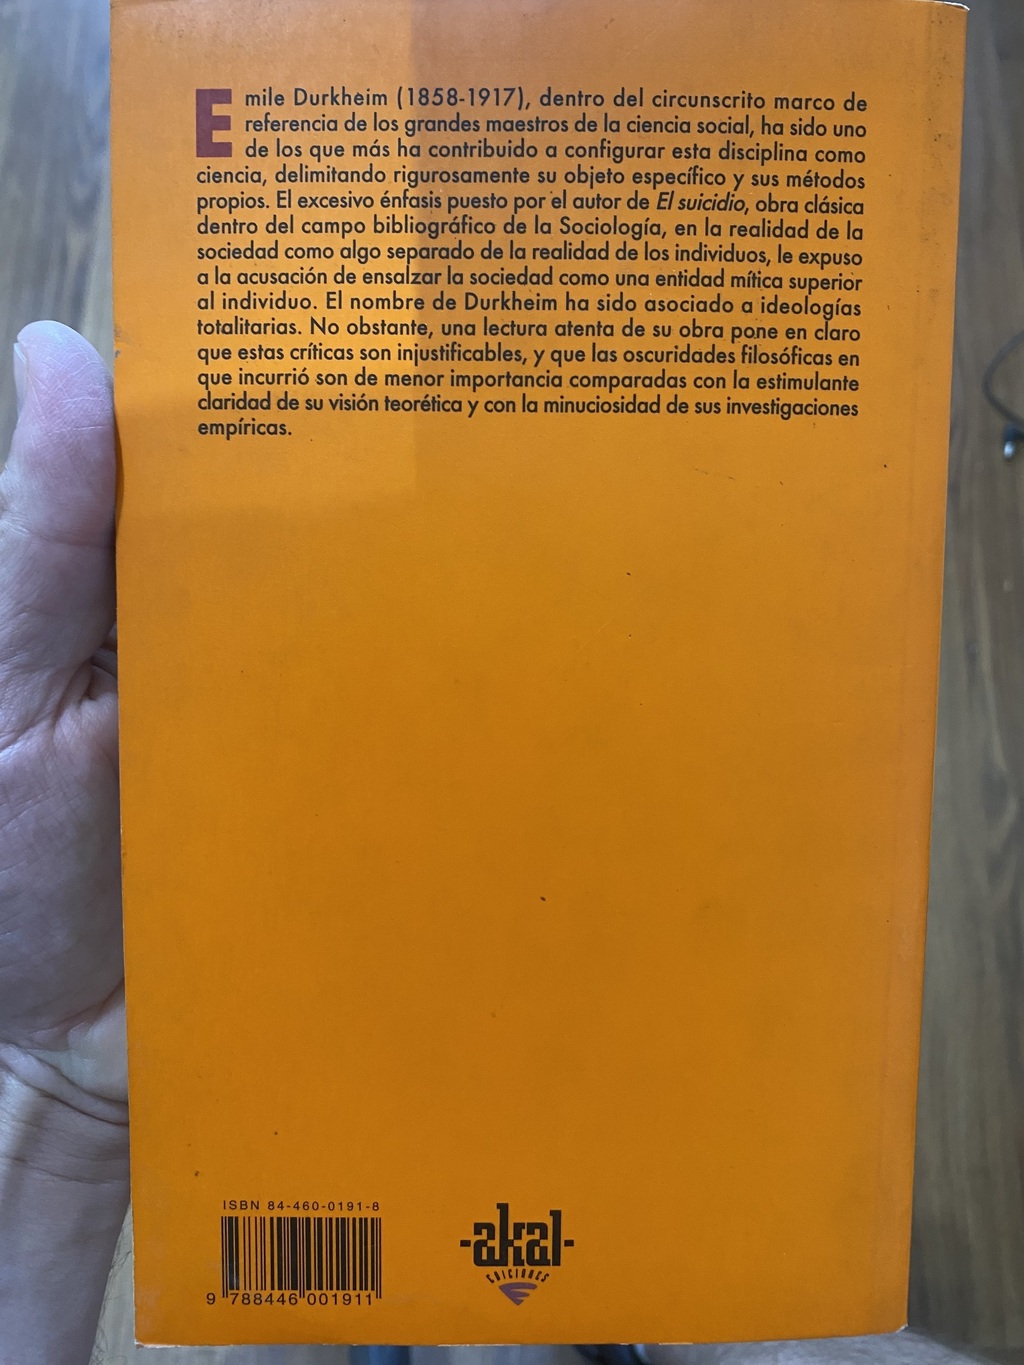 Emile Durkheim (1858-1917), dentro del circunscrito marco de
referencia de los grandes maestros de la ciencia social, ha sido uno
de los que más ha contribuido a configurar esta disciplina como
ciencia, delimitando rigurosamente su objeto específico y sus métodos
propios. El excesivo énfasis puesto por el autor de El suicidio, obra clásica
dentro del campo bibliográfico de la Sociología, en la realidad de la
sociedad como algo separado de la realidad de los individuos, le expuso
a la acusación de ensalzar la sociedad como una entidad mítica superior
al individuo. El nombre de Durkheim ha sido asociado a ideologías
totalitarias. No obstante, una lectura atenta de su obra pone en claro
que estas críticas son injustificables, y que las oscuridades filosóficas en
que incurrió son de menor importancia comparadas con la estimulante
claridad de su visión teorética y con la minuciosidad de sus investigaciones
empíricas.
ISBN 84-460-0191-8
9 788446 001911
-akal-
EDICIONES